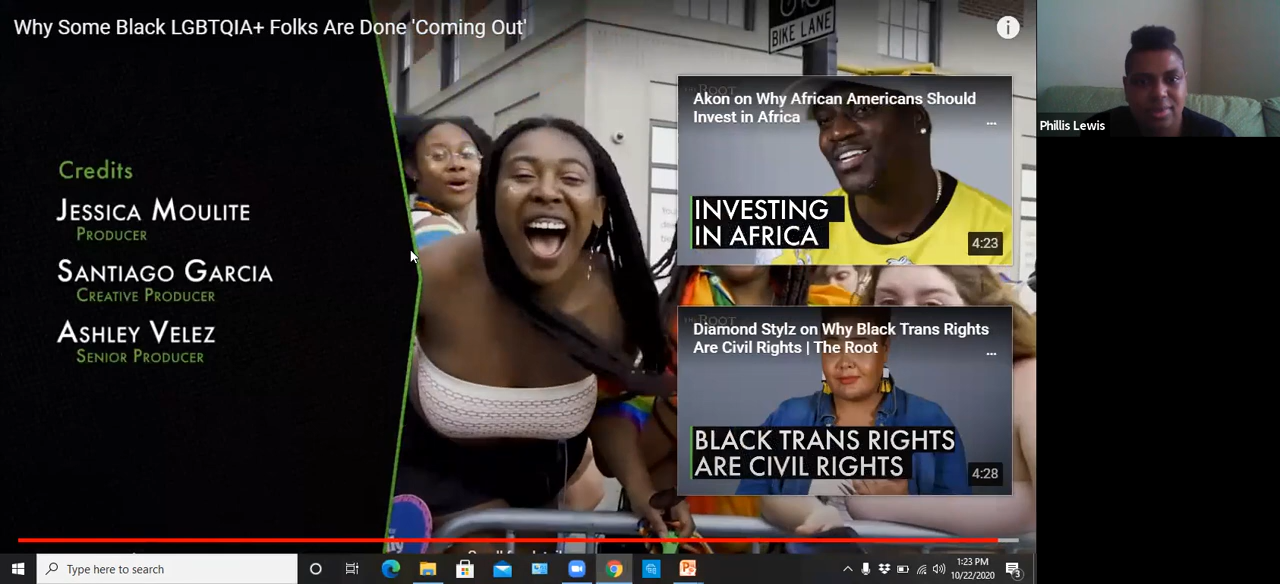 Why Some Black LGBTQIA+ Folks Are Done 'Coming Out'
BIKE LANE
Credits
JESSICA MOULITE
PRODUCER
SANTIAGO GARCIA
CREATIVE PRODUCER
ASHLEY VELEZ
SENIOR PRODUCER
Akon on Why African Americans Should
Invest in Africa
INVESTING
IN AFRICA
4:23
Diamond Stylz on Why Black Trans Rights
Are Civil Rights | The Root
BLACK TRANS RIGHTS
ARE CIVIL RIGHTS
4:28
Phillis Lewis
Type here to search
1:23 PM
10/22/2020
3